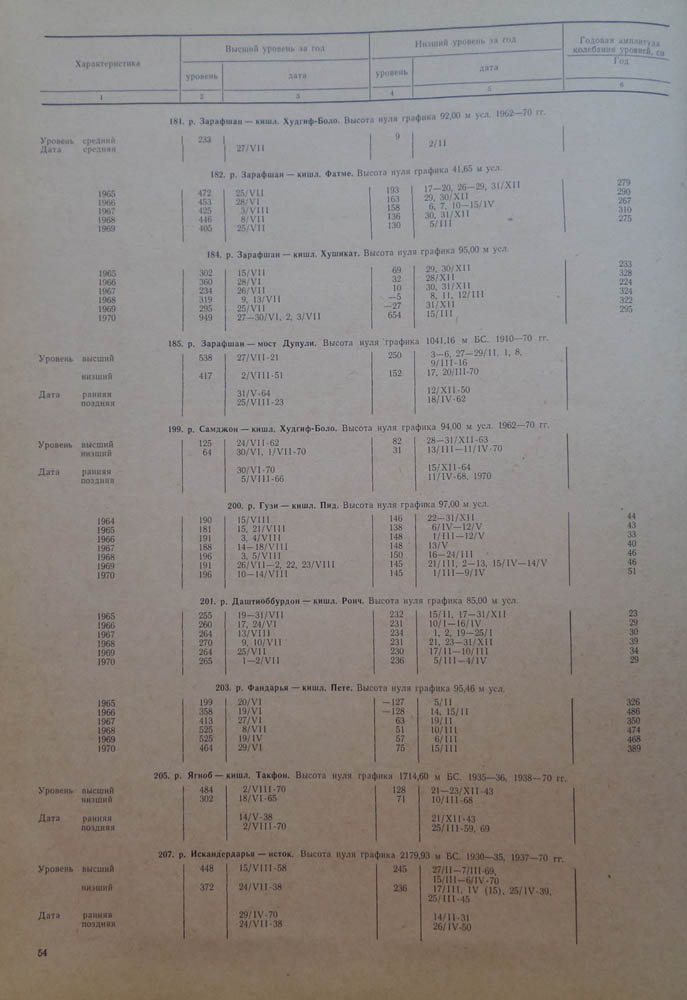 Характеристика Высший уровень за год Низший уровень за год Годовая амплитуда колебания уровней, см
уровень дата уровень дата Год
1 2 3 4 5 6
181. р. Зарафшан — кишл. Худгиф-Боло. Высота нуля графика 92,00 м усл. 1962—70 гг.
Уровень средний 233 9
Дата средняя 27/VII 2/II
182. р. Зарафшан — кишл. Фатме. Высота нуля графика 41,65 м усл.
1965 472 25/VII 193 17—20, 26—29, 31/XII 279
1966 453 28/VI 163 29, 30/XII 290
1967 425 3/VIII 158 6, 7, 10—15/IV 267
1968 446 8/VII 136 30, 31/XII 310
1969 405 25/VII 130 5/III 275
184. р. Зарафшан — кишл. Хушикат. Высота нуля графика 95,00 м усл.
1965 302 15/VII 69 29, 30/XII 233
1966 360 28/VI 32 28/XII 328
1967 234 26/VII 10 30, 31/XII 224
1968 319 9, 13/VII —5 8, 11, 12/III 324
1969 295 25/VII —27 31/XII 322
1970 949 27—30/VI, 2, 3/VII 654 15/III 295
185. р. Зарафшан — мост Дупули. Высота нуля графика 1041,16 м БС. 1910—70 гг.
Уровень высший 538 27/VII-21 250 3—6, 27—29/II, 1, 8,
9/III-16
низший 417 2/VIII-51 152 17, 20/III-70
Дата ранняя 31/V-64 12/XII-50
поздняя 25/VIII-23 18/IV-62
199. р. Самджон — кишл. Худгиф-Боло. Высота нуля графика 94,00 м усл. 1962—70 гг.
Уровень высший 125 24/VII-62 82 28—31/XII-63
низший 64 30/VI, 1/VII-70 31 13/III—11/IV-70
Дата ранняя 30/VI-70 15/XII-64
поздняя 5/VIII-66 11/IV-68, 1970
200. р. Гузи — кишл. Пид. Высота нуля графика 97,00 м усл.
1964 190 15/VIII 146 22—31/XII 44
1965 181 15, 21/VIII 138 6/IV—12/V 43
1966 191 3, 4/VIII 148 1/III—12/V 33
1967 188 14—18/VIII 148 13/V 40
1968 196 3, 5/VIII 150 16—24/III 46
1969 191 26/VII—2, 22, 23/VIII 145 21/III, 2—13, 15/IV—14/V 46
1970 196 10—14/VIII 145 1/III—9/IV 51
201. р. Даштиоббурдон — кишл. Ронч. Высота нуля графика 85,00 м усл.
1965 255 19—31/VII 232 15/II, 17—31/XII 23
1966 260 17, 24/VI 231 10/I—16/IV 29
1967 264 13/VIII 234 1, 2, 19—25/I 30
1968 270 9, 10/VII 231 21, 23—31/XII 39
1969 264 25/VII 230 17/II—10/III 34
1970 265 1—2/VII 236 5/III—4/IV 29
203. р. Фандарья — кишл. Пете. Высота нуля графика 95,46 м усл.
1965 199 20/VI —127 5/II 326
1966 358 19/VI —128 14, 15/II 486
1967 413 27/VI 63 19/II 350
1968 525 8/VII 51 10/III 474
1969 525 19/IV 57 6/III 468
1970 464 29/VI 75 15/III 389
205. р. Ягноб — кишл. Такфон. Высота нуля графика 1714,60 м БС. 1935—36, 1938—70 гг.
Уровень высший 484 2/VIII-70 128 21—23/XII-43
низший 302 18/VI-65 71 10/III-68
Дата ранняя 14/V-38 21/XII-43
поздняя 2/VIII-70 25/III-59, 69
207. р. Искандердарья — исток. Высота нуля графика 2179,93 м БС. 1930—35, 1937—70 гг.
Уровень высший 448 15/VIII-58 245 27/II—7/III-69,
15/III—6/IV-70
низший 372 24/VII-38 236 17/III, IV (15), 25/IV-39,
25/III-45
Дата ранняя 29/IV-70 14/II-31
поздняя 24/VII-38 26/IV-50
54